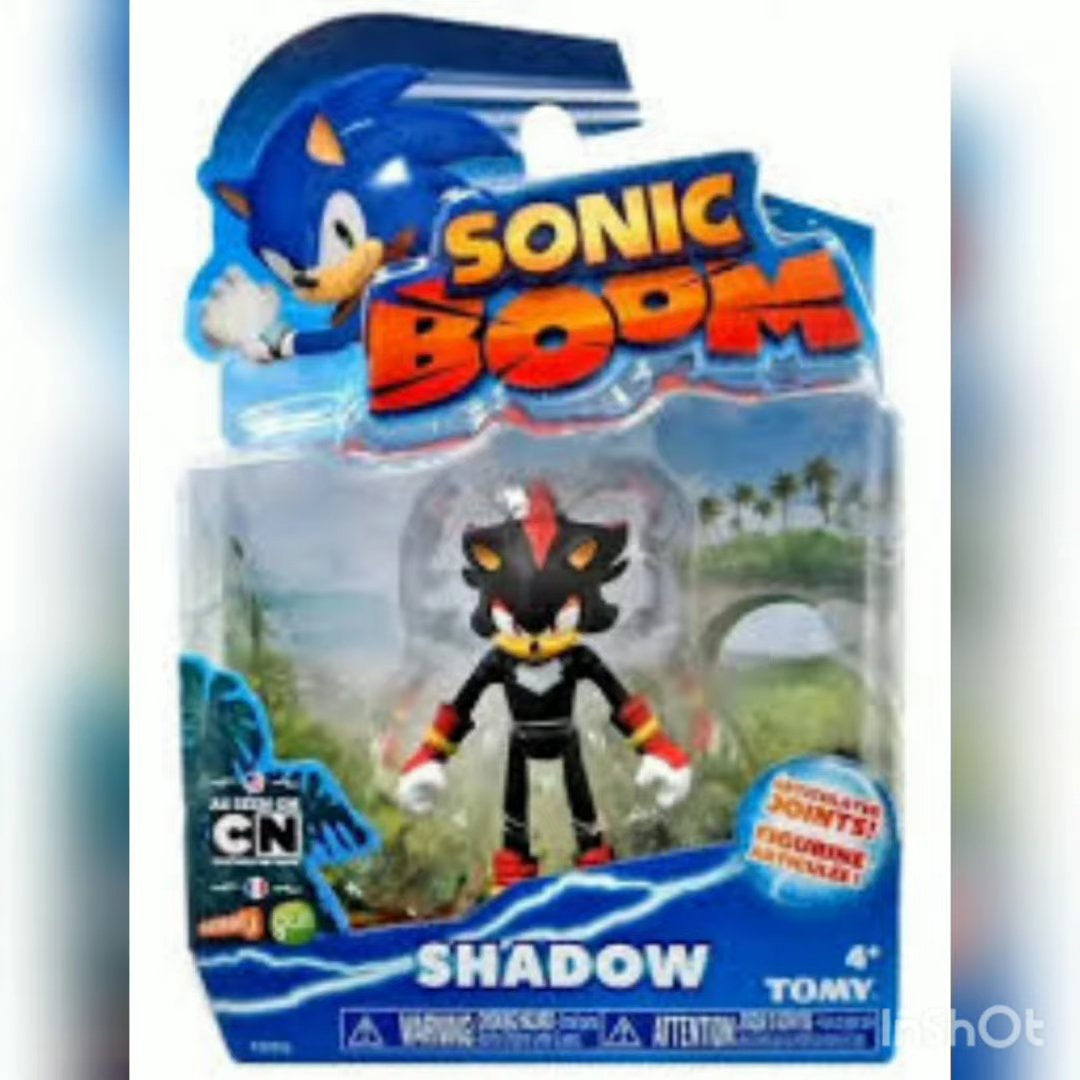 SONIC
BOOM
AS SEEN ON
CN
ARTICULATED
JOINTS!
FIGURINE
ARTICULÉE!
SHADOW
4+
TOMY
WARNING:
ATTENTION:
InShOt